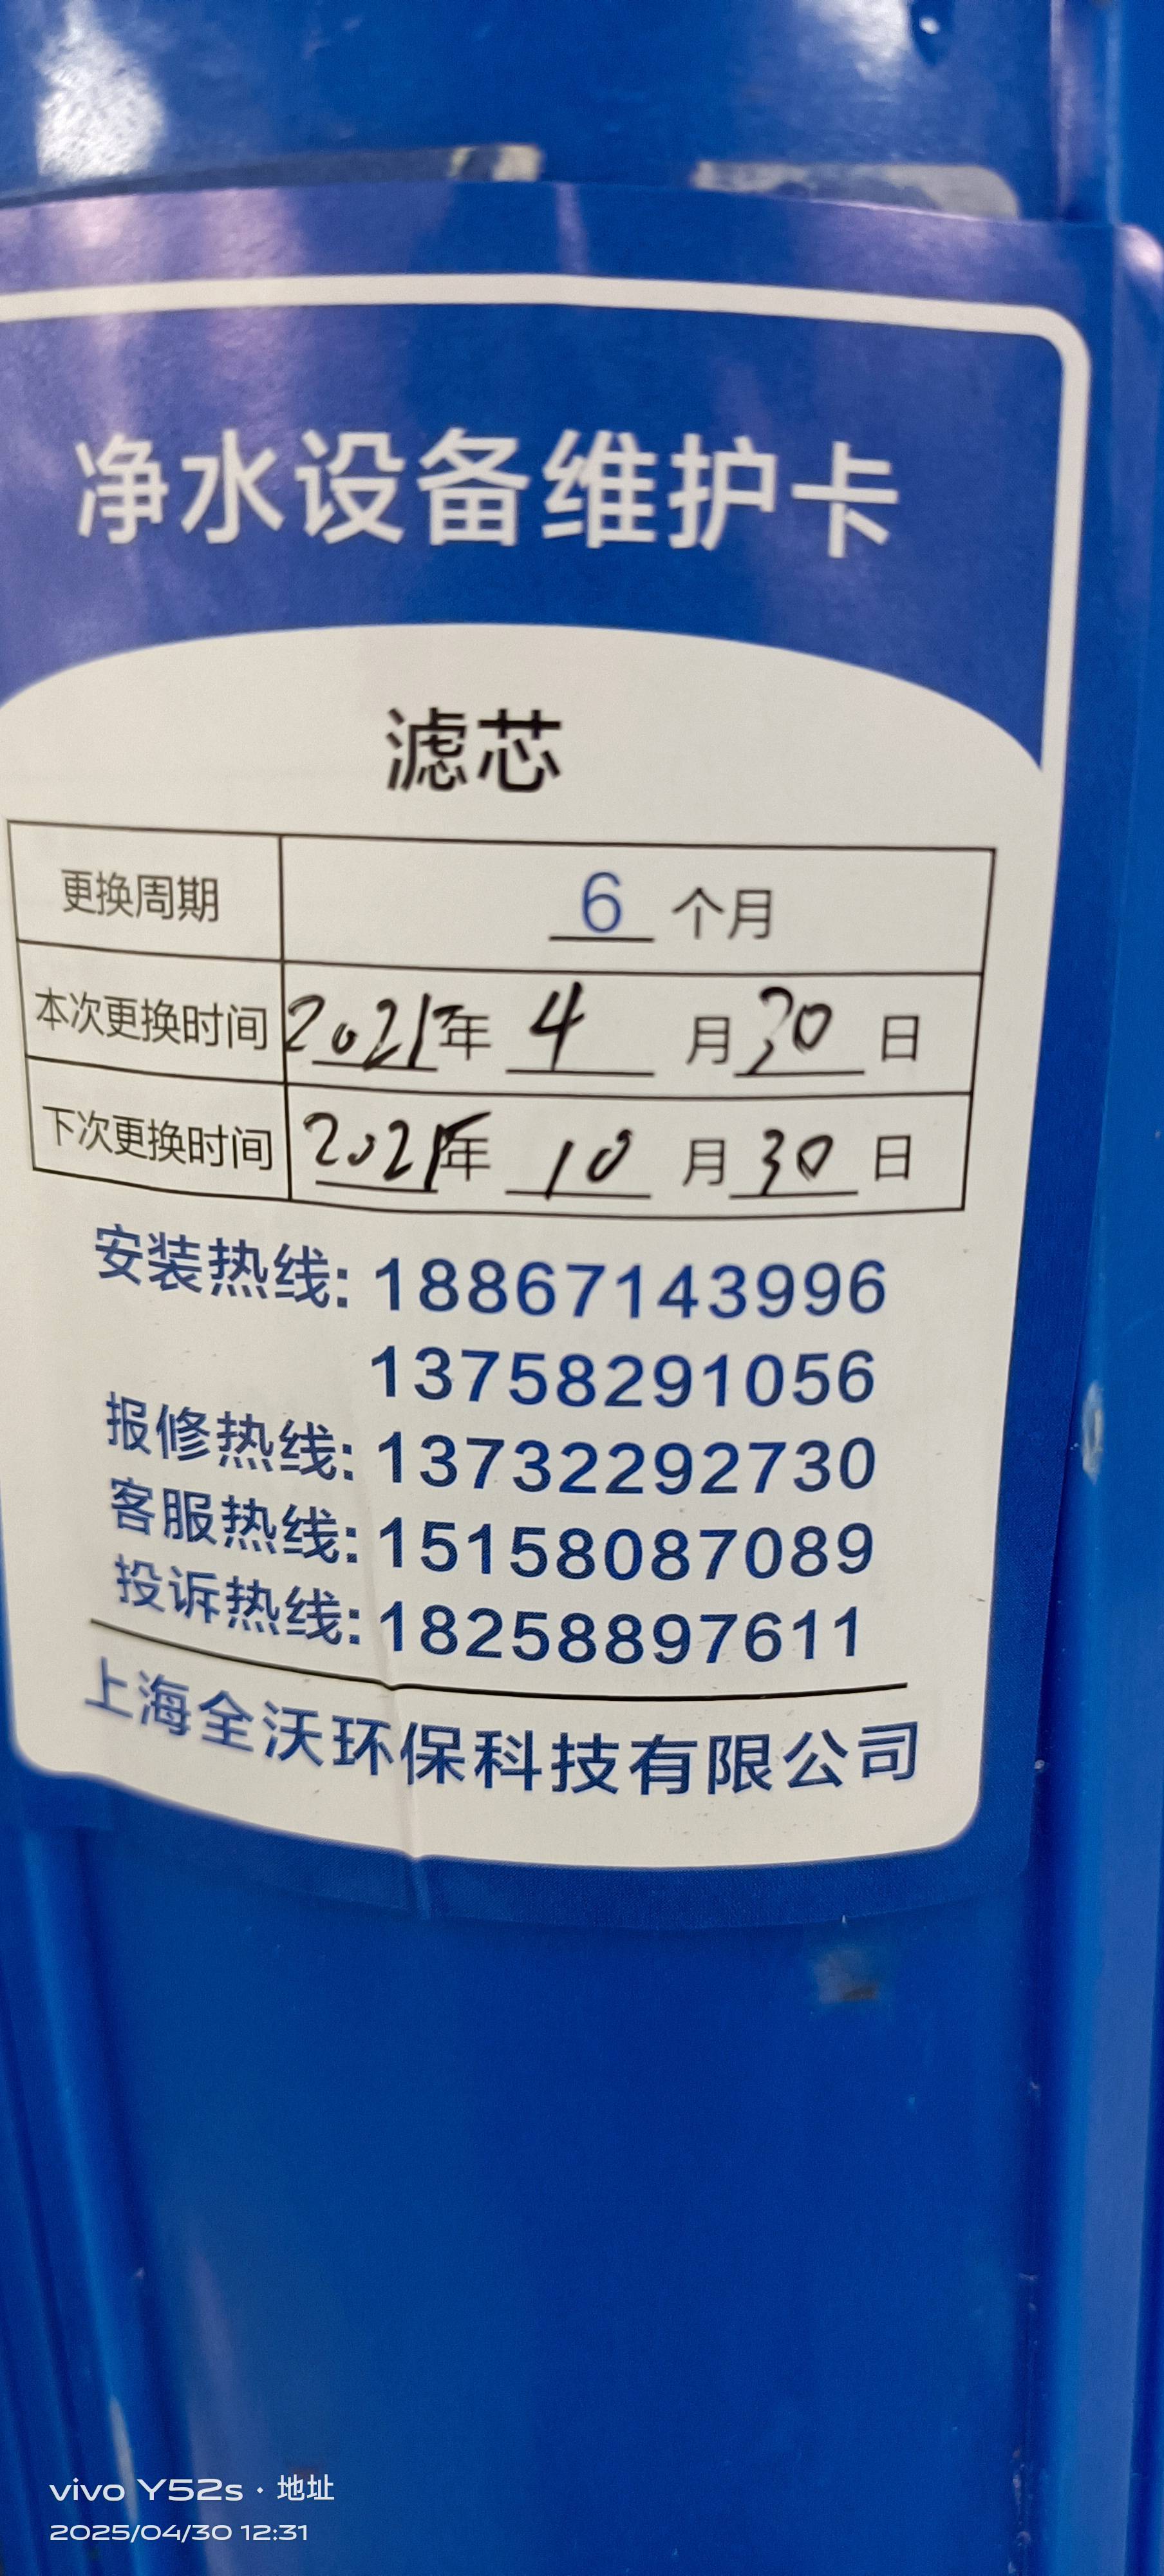 净水设备维护卡
滤芯
更换周期 6 个月
本次更换时间 2025年 4 月 30 日
下次更换时间 2025年 10 月 30 日
安装热线: 18867143996
13758291056
报修热线: 13732292730
客服热线: 15158087089
投诉热线: 18258897611
上海全沃环保科技有限公司
vivo Y52s · 地址
2025/04/30 12:31